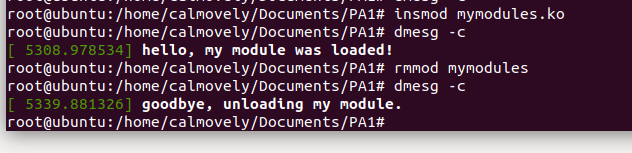 root@ubuntu:/home/calmovely/Documents/PA1# insmod mymodules.ko
root@ubuntu:/home/calmovely/Documents/PA1# dmesg -c
[ 5308.978534] hello, my module was loaded!
root@ubuntu:/home/calmovely/Documents/PA1# rmmod mymodules
root@ubuntu:/home/calmovely/Documents/PA1# dmesg -c
[ 5339.881326] goodbye, unloading my module.
root@ubuntu:/home/calmovely/Documents/PA1#